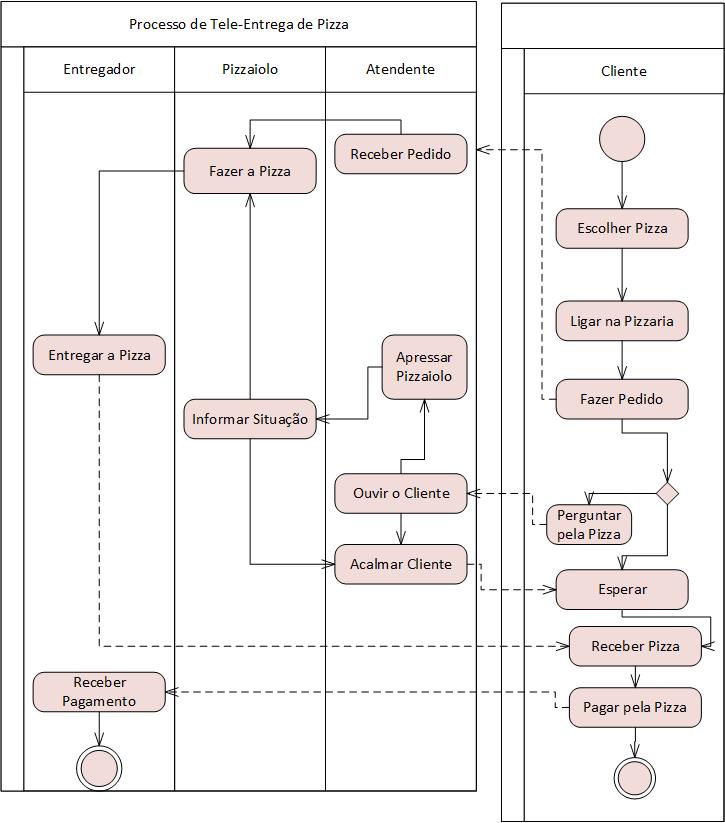 Processo de Tele-Entrega de Pizza
Entregador
Pizzaiolo
Atendente
Cliente
Receber Pedido
Fazer a Pizza
Escolher Pizza
Ligar na Pizzaria
Entregar a Pizza
Apressar
Pizzaiolo
Fazer Pedido
Informar Situação
Ouvir o Cliente
Perguntar
pela Pizza
Acalmar Cliente
Esperar
Receber Pizza
Receber
Pagamento
Pagar pela Pizza